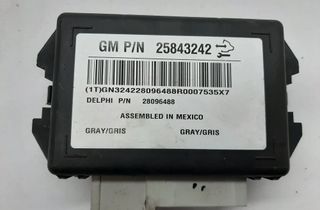 GM P/N 25843242
(1T)GN324228096488R0007535X7
DELPHI P/N 28096488
ASSEMBLED IN MEXICO
GRAY/GRIS GRAY/GRIS